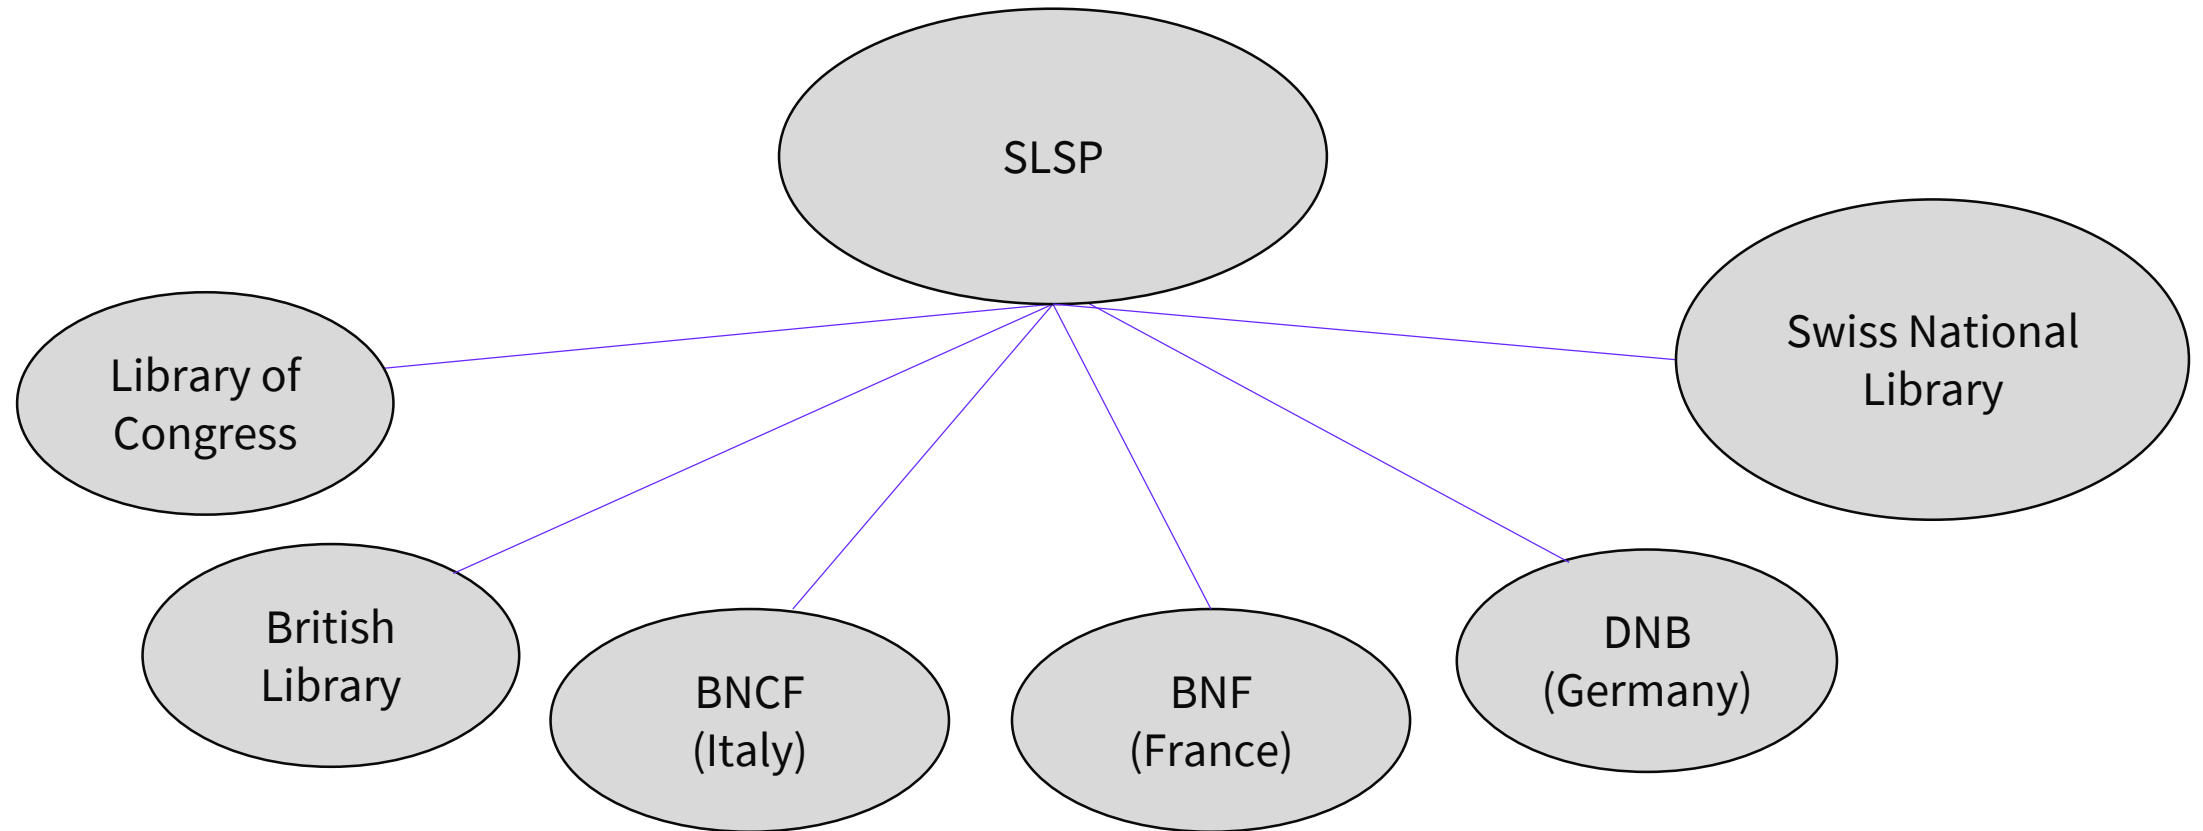 SLSP
Swiss National
Library
Library of
Congress
British
Library
BNCF
(Italy)
BNF
(France)
DNB
(Germany)